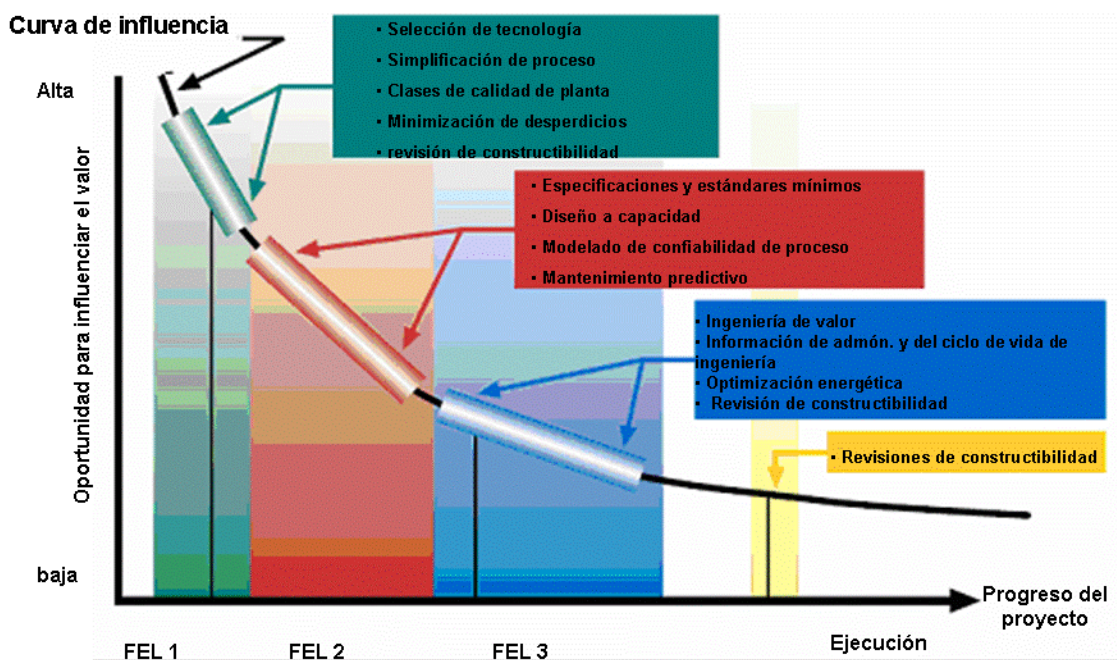 Curva de influencia
▪ Selección de tecnología
▪ Simplificación de proceso
▪ Clases de calidad de planta
▪ Minimización de desperdicios
▪ revisión de constructibilidad
▪ Especificaciones y estándares mínimos
▪ Diseño a capacidad
▪ Modelado de confiabilidad de proceso
▪ Mantenimiento predictivo
▪ Ingeniería de valor
▪ Información de admón. y del ciclo de vida de
ingeniería
▪ Optimización energética
▪ Revisión de constructibilidad
▪ Revisiones de constructibilidad
Alta
Oportunidad para influenciar el valor
baja
Progreso del
proyecto
FEL 1
FEL 2
FEL 3
Ejecución